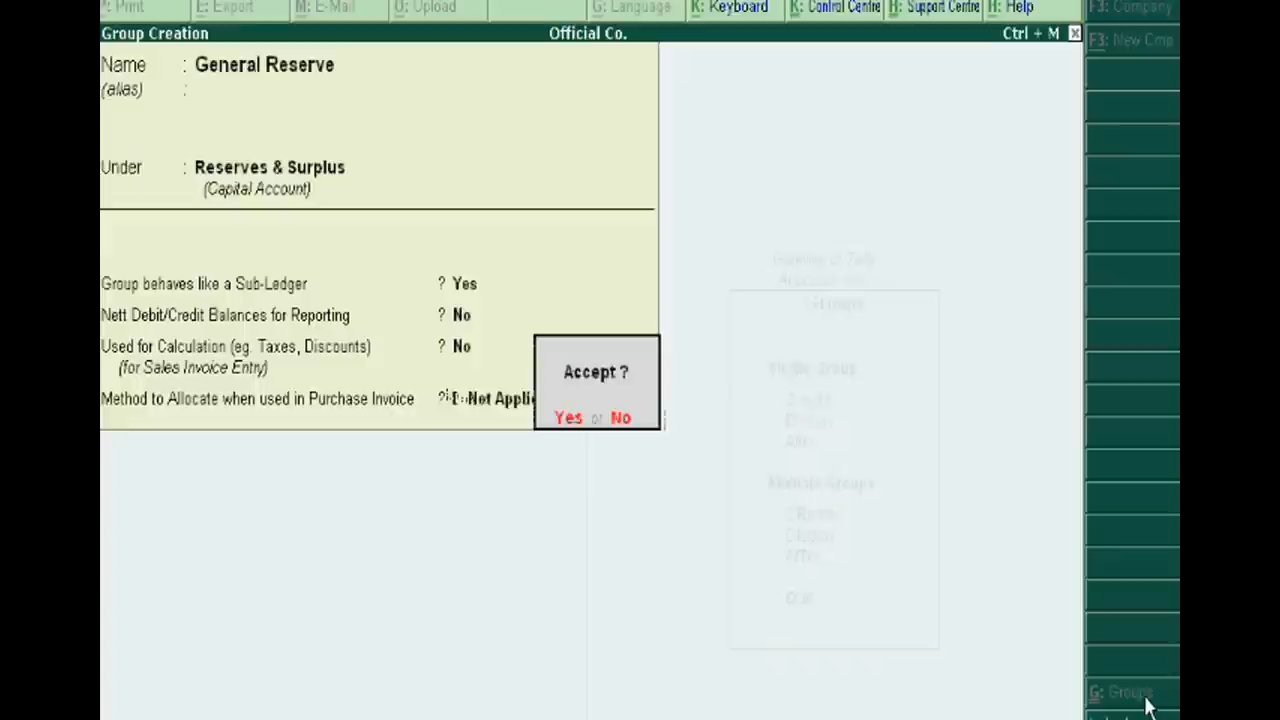 P: Print E: Export M: E-Mail O: Upload G: Language K: Keyboard K: Control Centre H: Support Centre H: Help F3: Company
Group Creation Official Co. Ctrl + M x F3: New Cmp
Name : General Reserve
(alias) :
Under : Reserves & Surplus
(Capital Account)
Group behaves like a Sub-Ledger ? Yes
Nett Debit/Credit Balances for Reporting ? No
Used for Calculation (eg. Taxes, Discounts) ? No
(for Sales Invoice Entry)
Method to Allocate when used in Purchase Invoice ? Not Appli
Accept ?
Yes or No
G: Groups